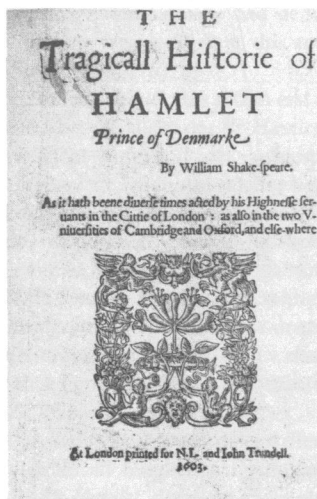 THE
Tragicall Hiſtorie of
HAMLET
Prince of Denmarke
By William Shake-ſpeare.
As it hath beene diuerſe times acted by his Highneſſe ſer-
uants in the Cittie of London : as alſo in the two V-
niuerſities of Cambridge and Oxford, and elſe-where
At London printed for N.L. and Iohn Trundell.
1603.